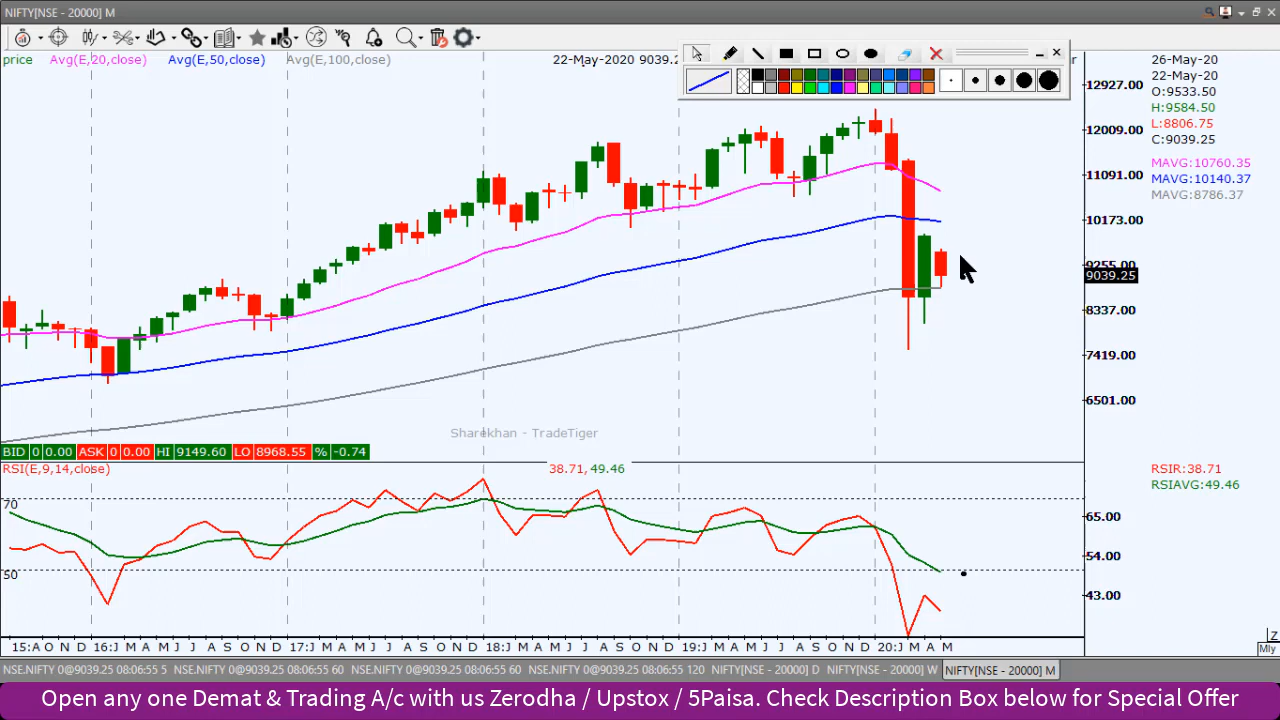 NIFTY[NSE - 20000] M
price Avg(E,20,close) Avg(E,50,close) Avg(E,100,close) 22-May-2020 9039.2
26-May-20
22-May-20
O:9533.50
H:9584.50
L:8806.75
C:9039.25
MAVG:10760.35
MAVG:10140.37
MAVG:8786.37
12927.00
12009.00
11091.00
10173.00
9255.00
9039.25
8337.00
7419.00
6501.00
Sharekhan - TradeTiger
BID 0 0.00 ASK 0 0.00 HI 9149.60 LO 8968.55 % -0.74
RSI(E,9,14,close) 38.71, 49.46
RSIR:38.71
RSIAVG:49.46
70
65.00
54.00
50
43.00
15:A O N D 16:J F M A M J J A S O N D 17:J F M A M J J A S O N D 18:J F M A M J J A S O N D 19:J F M A M J J A S O N D 20:J F M A M
Z
Mly
NSE.NIFTY 0@9039.25 08:06:55 5 NSE.NIFTY 0@9039.25 08:06:55 60 NSE.NIFTY 0@9039.25 08:06:55 60 NSE.NIFTY 0@9039.25 08:06:55 120 NIFTY[NSE - 20000] D NIFTY[NSE - 20000] W NIFTY[NSE - 20000] M
Open any one Demat & Trading A/c with us Zerodha / Upstox / 5Paisa. Check Description Box below for Special Offer